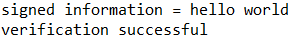 signed information = hello world
verification successful